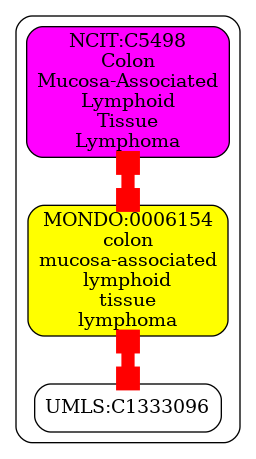 NCIT:C5498
Colon
Mucosa-Associated
Lymphoid
Tissue
Lymphoma
MONDO:0006154
colon
mucosa-associated
lymphoid
tissue
lymphoma
UMLS:C1333096